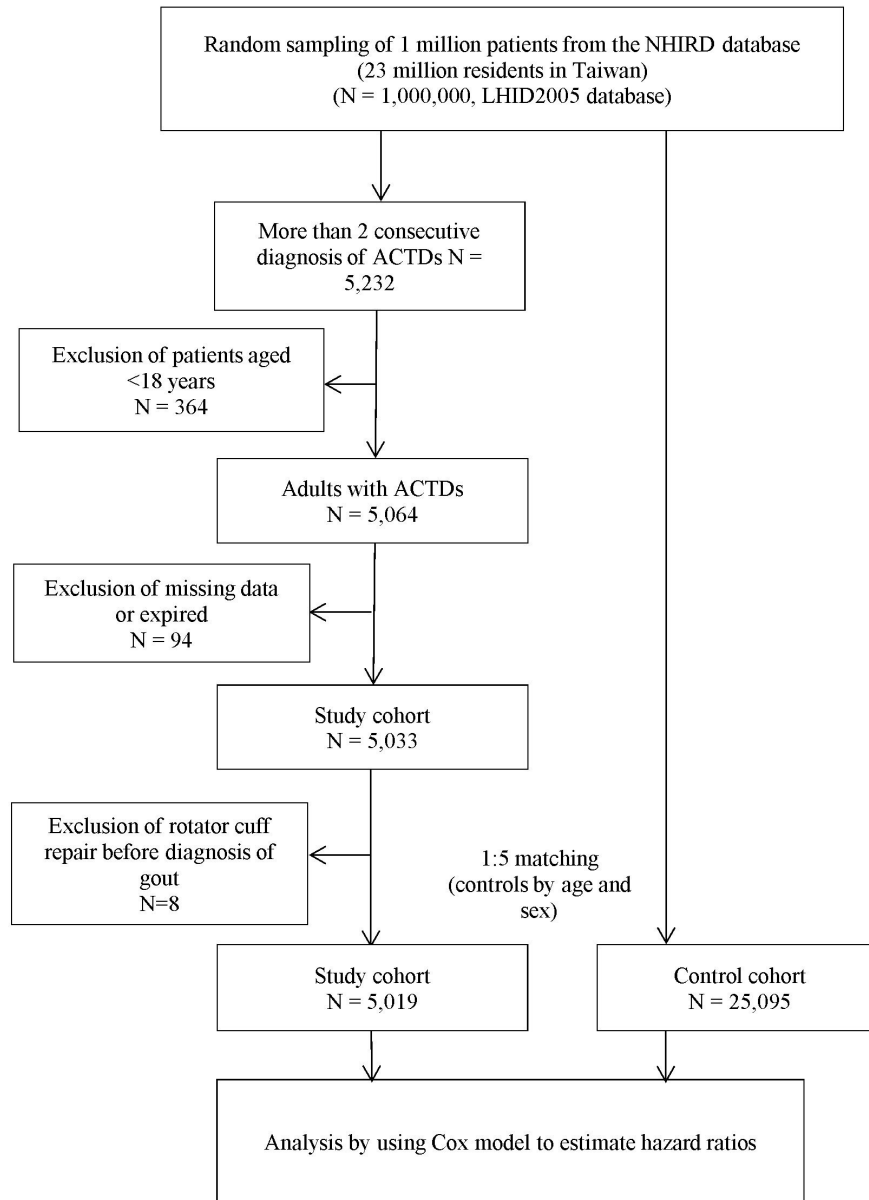 Random sampling of 1 million patients from the NHIRD database
(23 million residents in Taiwan)
(N = 1,000,000, LHID2005 database)
More than 2 consecutive
diagnosis of ACTDs N =
5,232
Exclusion of patients aged
<18 years
N = 364
Adults with ACTDs
N = 5,064
Exclusion of missing data
or expired
N = 94
Study cohort
N = 5,033
Exclusion of rotator cuff
repair before diagnosis of
gout
N=8
1:5 matching
(controls by age and
sex)
Study cohort
N = 5,019
Control cohort
N = 25,095
Analysis by using Cox model to estimate hazard ratios